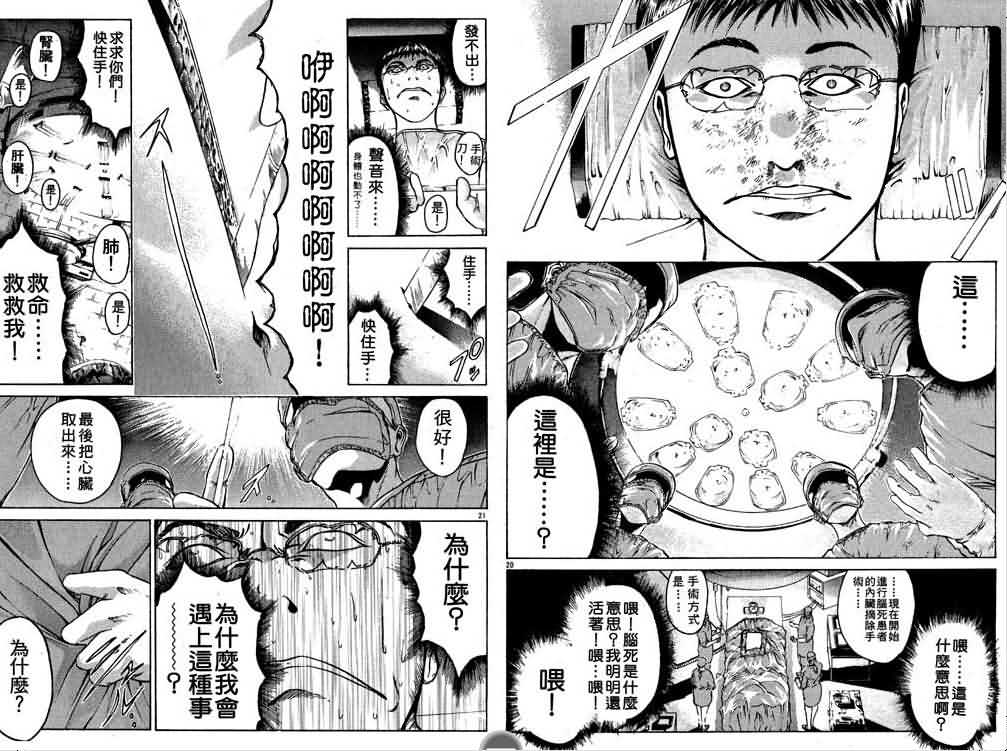 這……
這裡是……？
喂……這是
什麼意思啊？
……現在開始
進行腦死患者
的內臟摘除手
術……
手術方式
是……
喂！腦死是什麼
意思？我明明還
活著！喂…喂！
喂！
20
發不出…
手術
刀！
聲音來……
身體也動不了……
是！
住手…
快住手…
咿啊啊啊啊啊啊啊！
求求你們！
快住手！
腎臟！
是！
肝臟！
是！
肺！
是！
救命……
救救我！
很好！
最後把心臟
取出來……
21
為什麼？
為什麼我會
遇上這種事
～～～～？
為什麼？